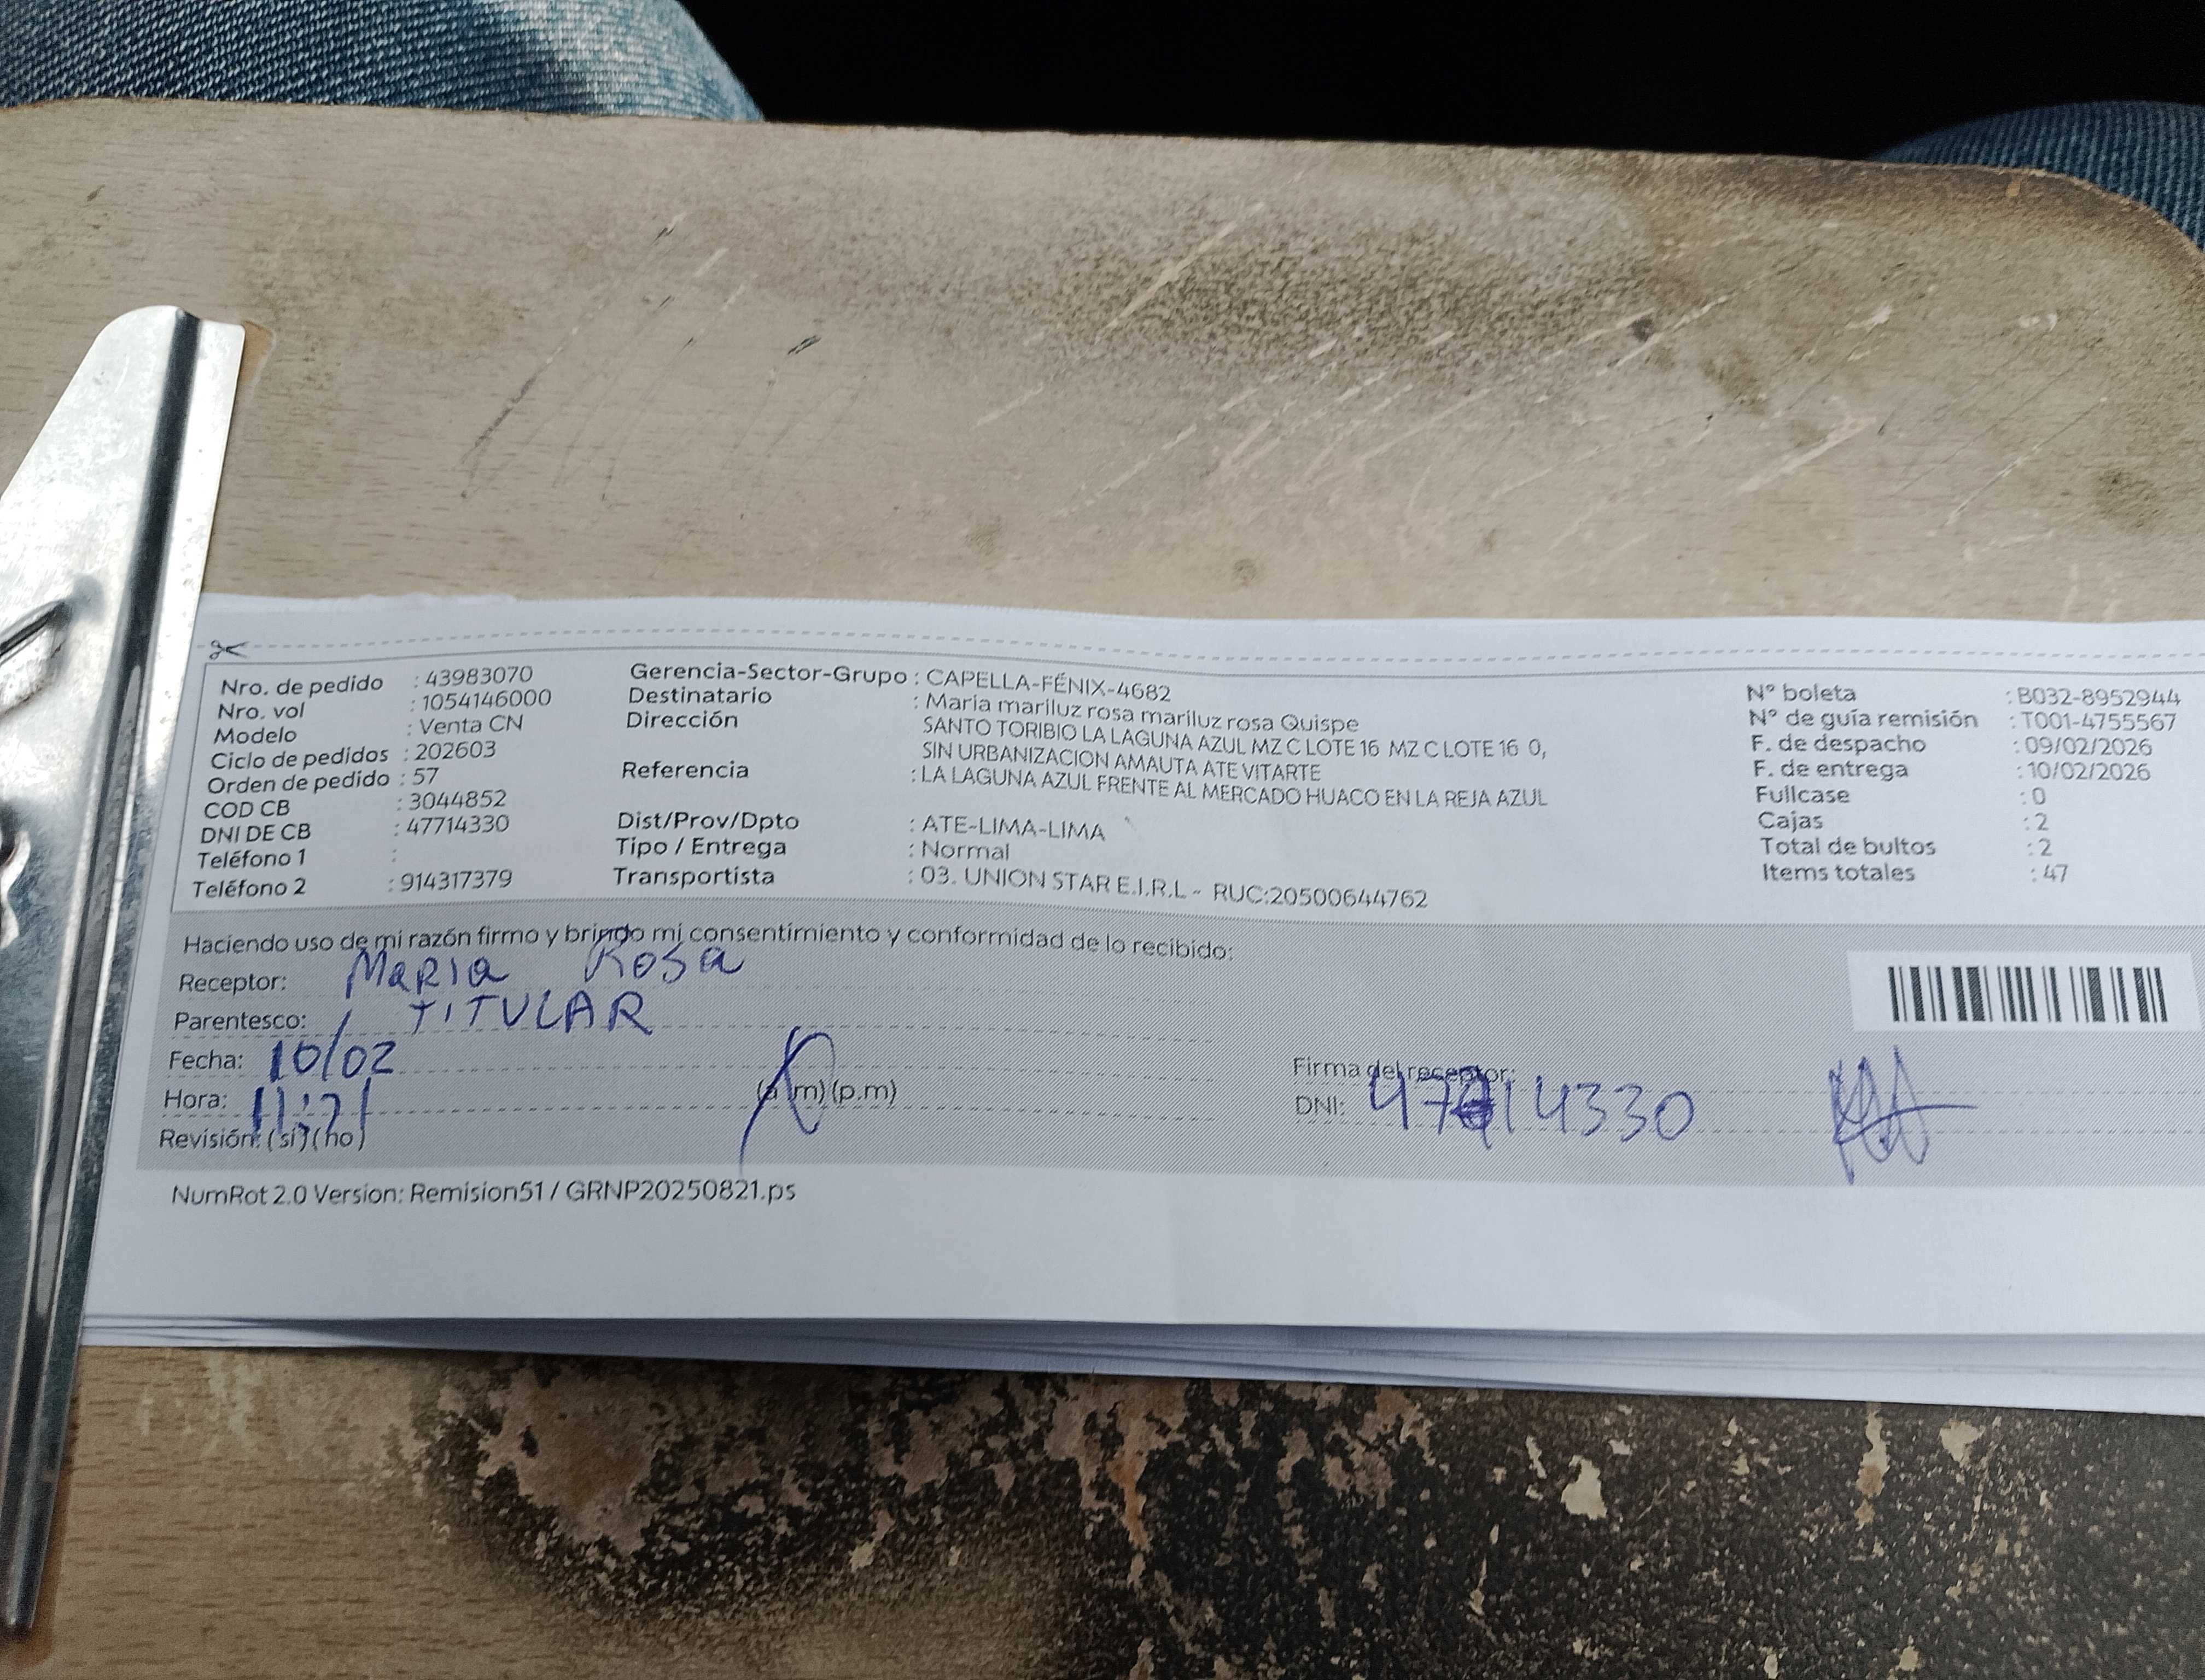 Nro. de pedido : 43983070
Nro. vol : 1054146000
Modelo : Venta CN
Ciclo de pedidos : 202603
Orden de pedido : 57
COD CB : 3044852
DNI DE CB : 47714330
Teléfono 1 :
Teléfono 2 : 914317379
Gerencia-Sector-Grupo : CAPELLA-FÉNIX-4682
Destinatario : Maria mariluz rosa mariluz rosa Quispe
Dirección SANTO TORIBIO LA LAGUNA AZUL MZ C LOTE 16 MZ C LOTE 16 0,
SIN URBANIZACION AMAUTA ATE VITARTE
Referencia : LA LAGUNA AZUL FRENTE AL MERCADO HUACO EN LA REJA AZUL
Dist/Prov/Dpto : ATE-LIMA-LIMA
Tipo / Entrega : Normal
Transportista : 03. UNION STAR E.I.R.L - RUC:20500644762
N° boleta : B032-8952944
N° de guía remisión : T001-4755567
F. de despacho : 09/02/2026
F. de entrega : 10/02/2026
Fullcase : 0
Cajas : 2
Total de bultos : 2
Items totales : 47
Haciendo uso de mi razón firmo y brindo mi consentimiento y conformidad de lo recibido:
Receptor: Maria Rosa
Parentesco: TITULAR
Fecha: 10/02
Hora: 11:21 (a.m) (p.m)
Revisión: (si) (no)
Firma del receptor:
DNI: 47714330
NumRot 2.0 Version: Remision51 / GRNP20250821.ps